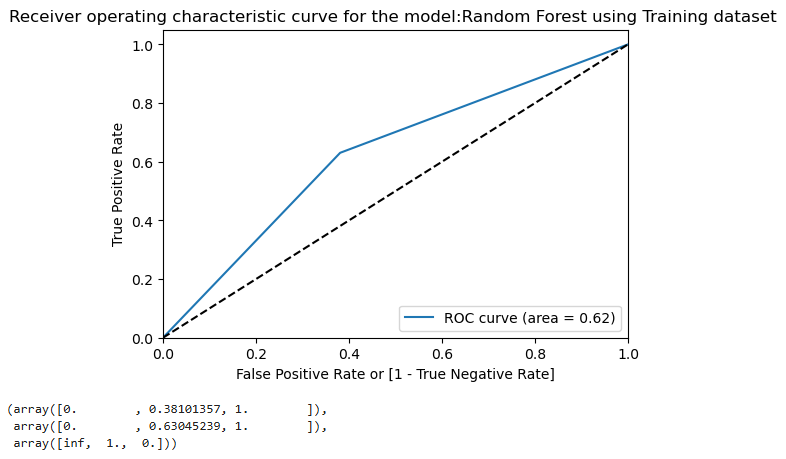 Receiver operating characteristic curve for the model:Random Forest using Training dataset
1.0
0.8
0.6
0.4
0.2
0.0
True Positive Rate
ROC curve (area = 0.62)
0.0 0.2 0.4 0.6 0.8 1.0
False Positive Rate or [1 - True Negative Rate]
(array([0.        , 0.38101357, 1.        ]),
 array([0.        , 0.63045239, 1.        ]),
 array([inf,  1.,  0.]))